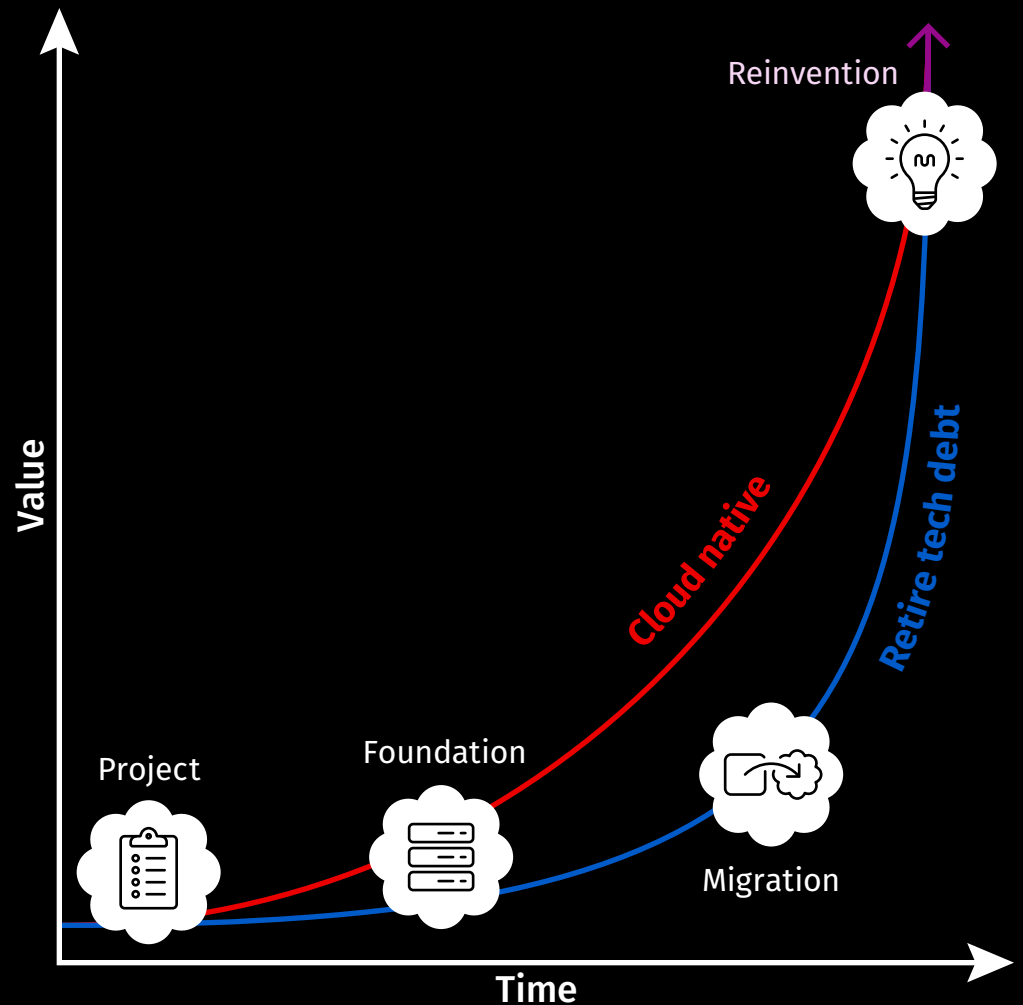 Reinvention
Value
Cloud native
Retire tech debt
Foundation
Project
Migration
Time